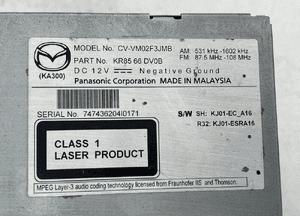 MODEL NO. CV-VM02F3JMB
AM: 531 kHz -1602 kHz
FM: 87.5 MHz -108 MHz
PART No. KR85 66 DV0B
DC 12V Negative Ground
(KA300)
Panasonic Corporation MADE IN MALAYSIA
SERIAL No. 747436204I0171
S/W SH: KJ01-EC_A16
R32: KJ01-ESRA16
CLASS 1
LASER PRODUCT
MPEG Layer-3 audio coding technology licensed from Fraunhofer IIS and Thomson.